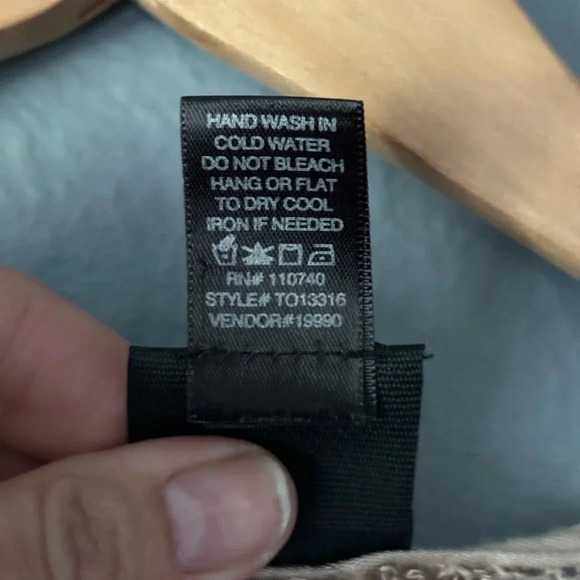 HAND WASH IN
COLD WATER
DO NOT BLEACH
HANG OR FLAT
TO DRY COOL
IRON IF NEEDED
RN# 110740
STYLE# TO13316
VENDOR#19990